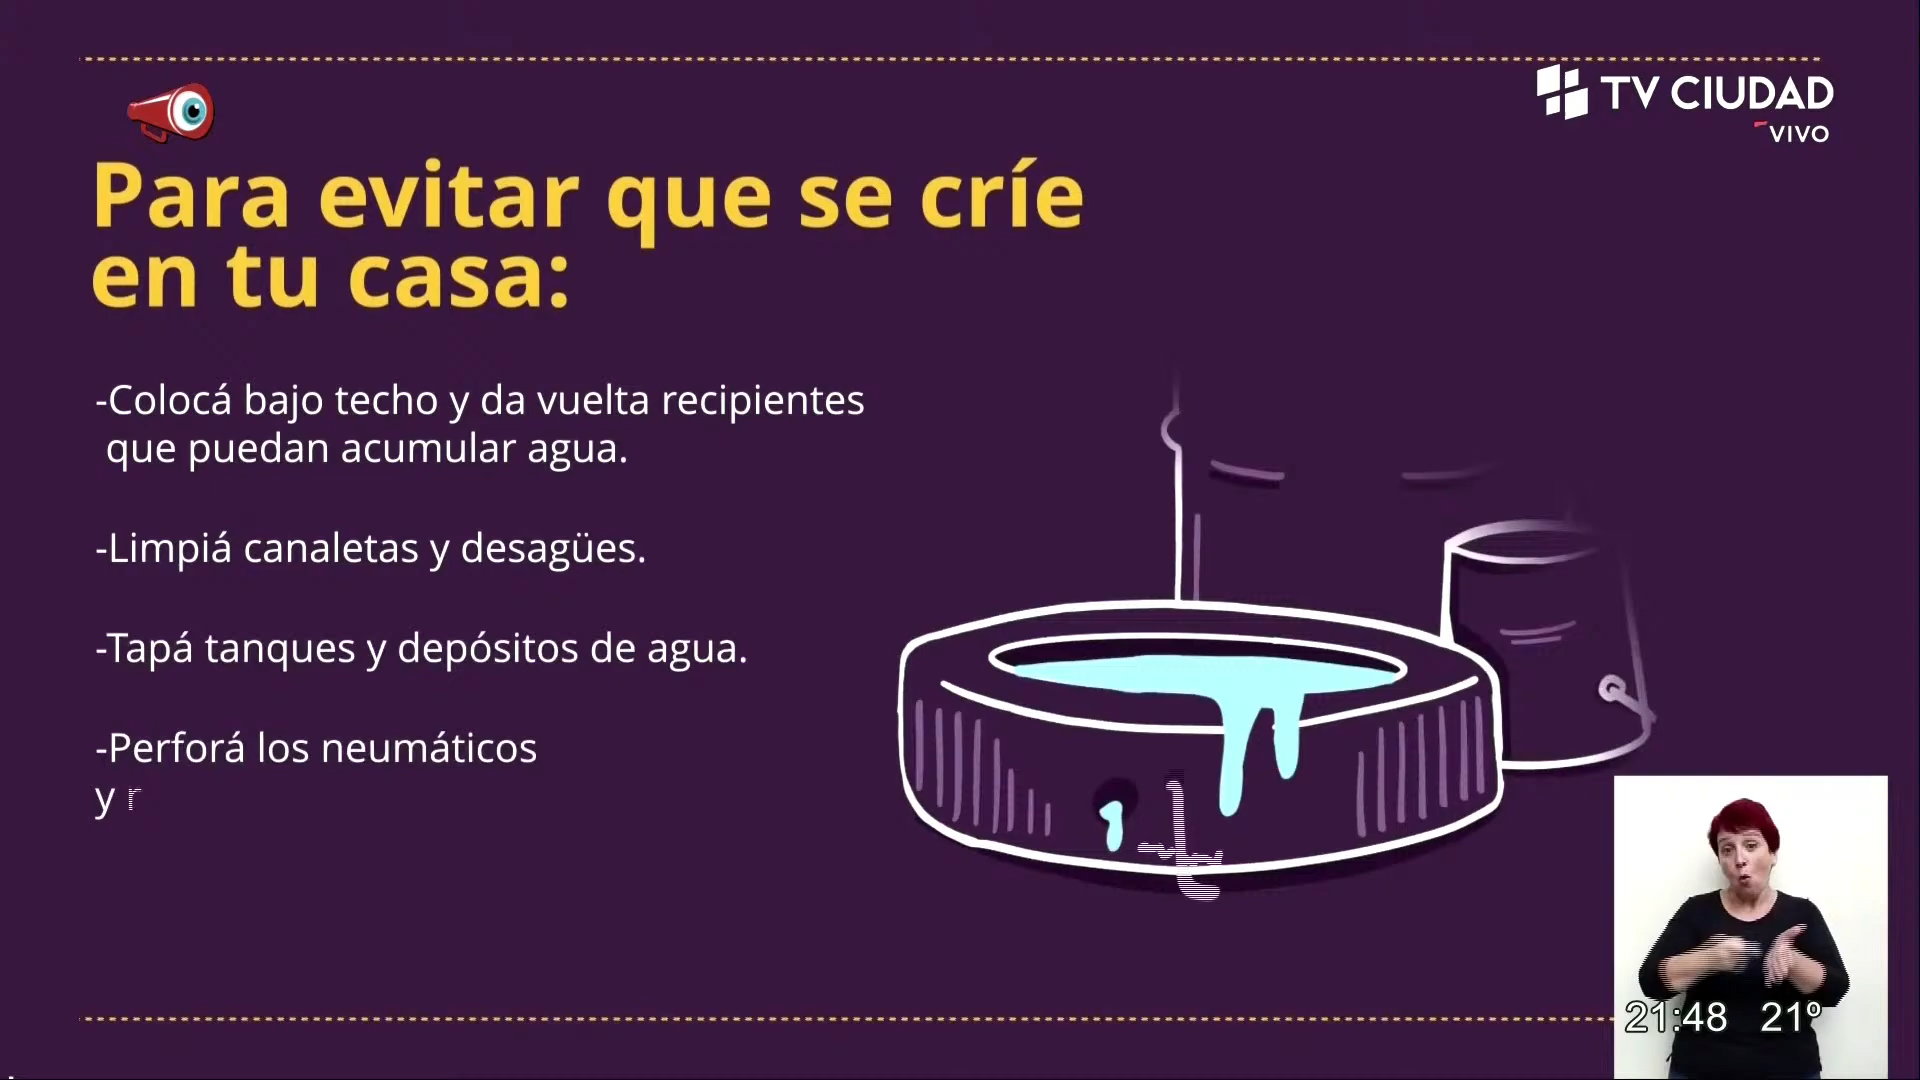 TV CIUDAD
VIVO
Para evitar que se críe
en tu casa:
-Colocá bajo techo y da vuelta recipientes
que puedan acumular agua.
-Limpiá canaletas y desagües.
-Tapá tanques y depósitos de agua.
-Perforá los neumáticos
y r
21:48 21º